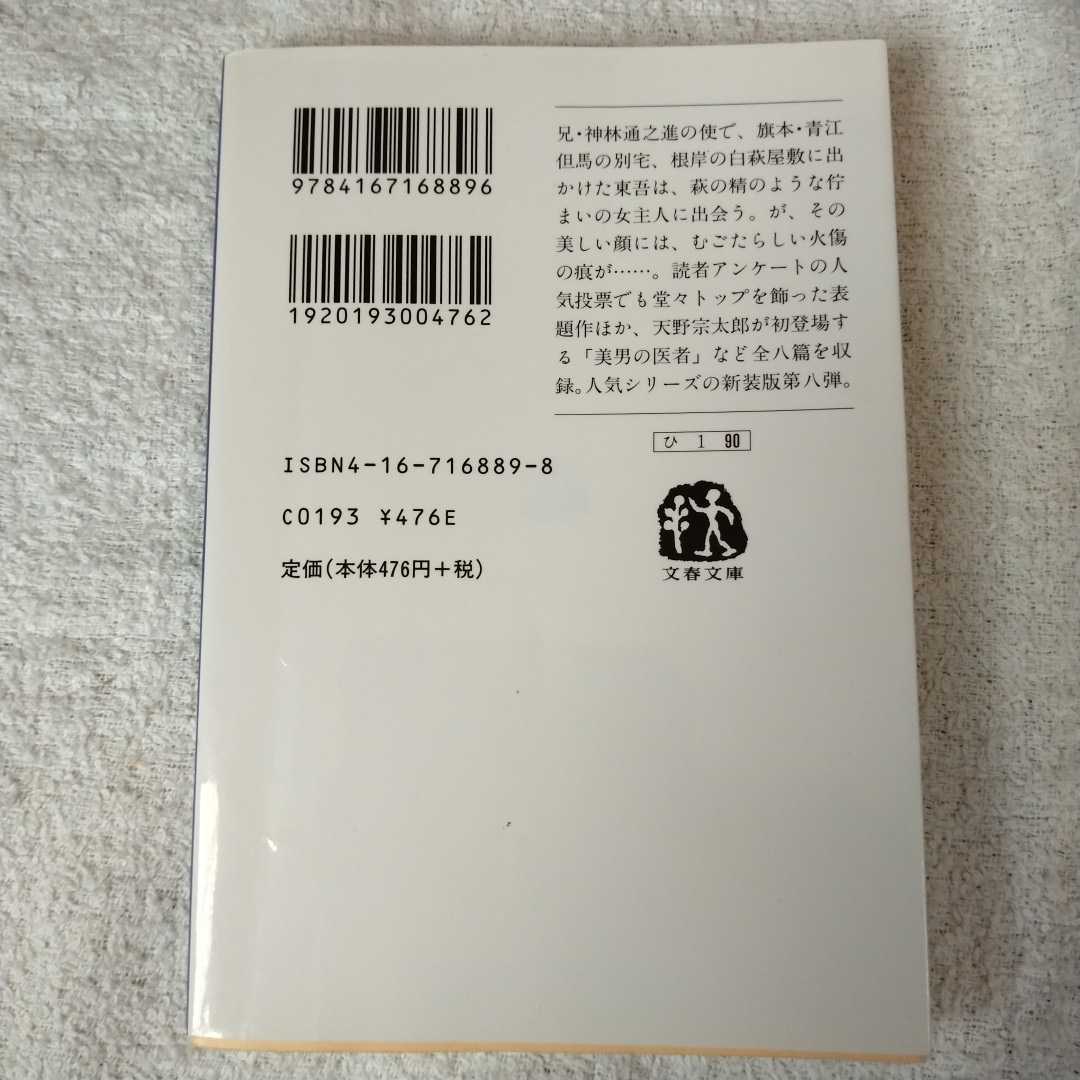 9784167168896
1920193004762
兄・神林通之進の使で、旗本・青江
但馬の別宅、根岸の白萩屋敷に出
かけた東吾は、萩の精のような佇
まいの女主人に出会う。が、その
美しい顔には、むごたらしい火傷
の痕が……。読者アンケートの人
気投票でも堂々トップを飾った表
題作ほか、天野宗太郎が初登場す
る「美男の医者」など全八篇を収
録。人気シリーズの新装版第八弾。
ひ 1 90
文春文庫
ISBN4-16-716889-8
C0193 ¥476E
定価(本体476円+税)